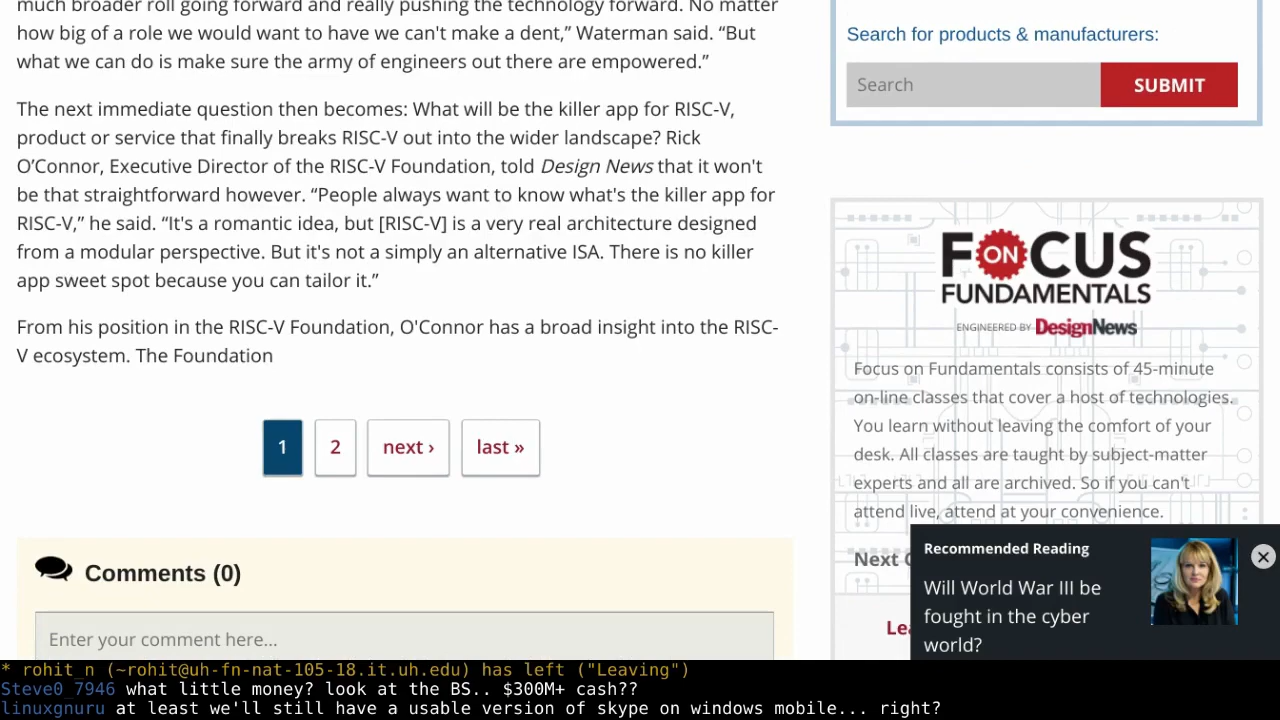 much broader roll going forward and really pushing the technology forward. No matter
how big of a role we would want to have we can't make a dent,” Waterman said. “But
what we can do is make sure the army of engineers out there are empowered.”
The next immediate question then becomes: What will be the killer app for RISC-V,
product or service that finally breaks RISC-V out into the wider landscape? Rick
O’Connor, Executive Director of the RISC-V Foundation, told Design News that it won't
be that straightforward however. “People always want to know what's the killer app for
RISC-V,” he said. “It's a romantic idea, but [RISC-V] is a very real architecture designed
from a modular perspective. But it's not a simply an alternative ISA. There is no killer
app sweet spot because you can tailor it.”
From his position in the RISC-V Foundation, O'Connor has a broad insight into the RISC-
V ecosystem. The Foundation
1 2 next › last »
Comments (0)
Enter your comment here...
Search for products & manufacturers:
Search SUBMIT
FOCUS ON
FUNDAMENTALS
ENGINEERED BY DesignNews
Focus on Fundamentals consists of 45-minute
on-line classes that cover a host of technologies.
You learn without leaving the comfort of your
desk. All classes are taught by subject-matter
experts and all are archived. So if you can't
attend live, attend at your convenience.
Next
Recommended Reading
Will World War III be
fought in the cyber
world?
* rohit_n (~rohit@uh-fn-nat-105-18.it.uh.edu) has left ("Leaving")
Steve0_7946 what little money? look at the BS.. $300M+ cash??
linuxgnuru at least we'll still have a usable version of skype on windows mobile... right?